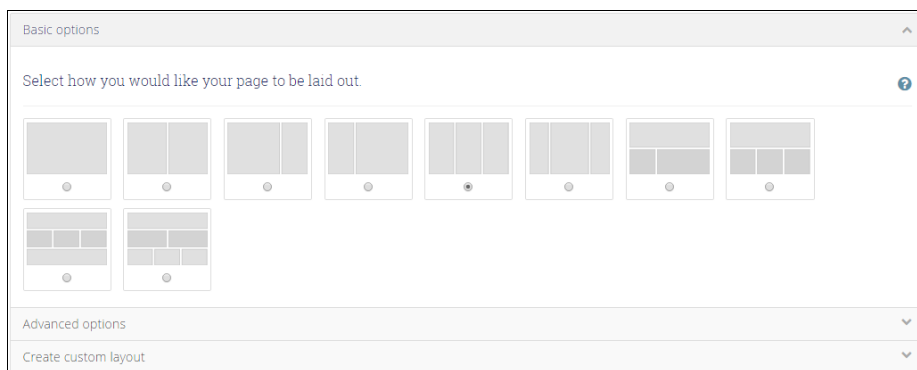 Basic options
Select how you would like your page to be laid out.
?
Advanced options
Create custom layout